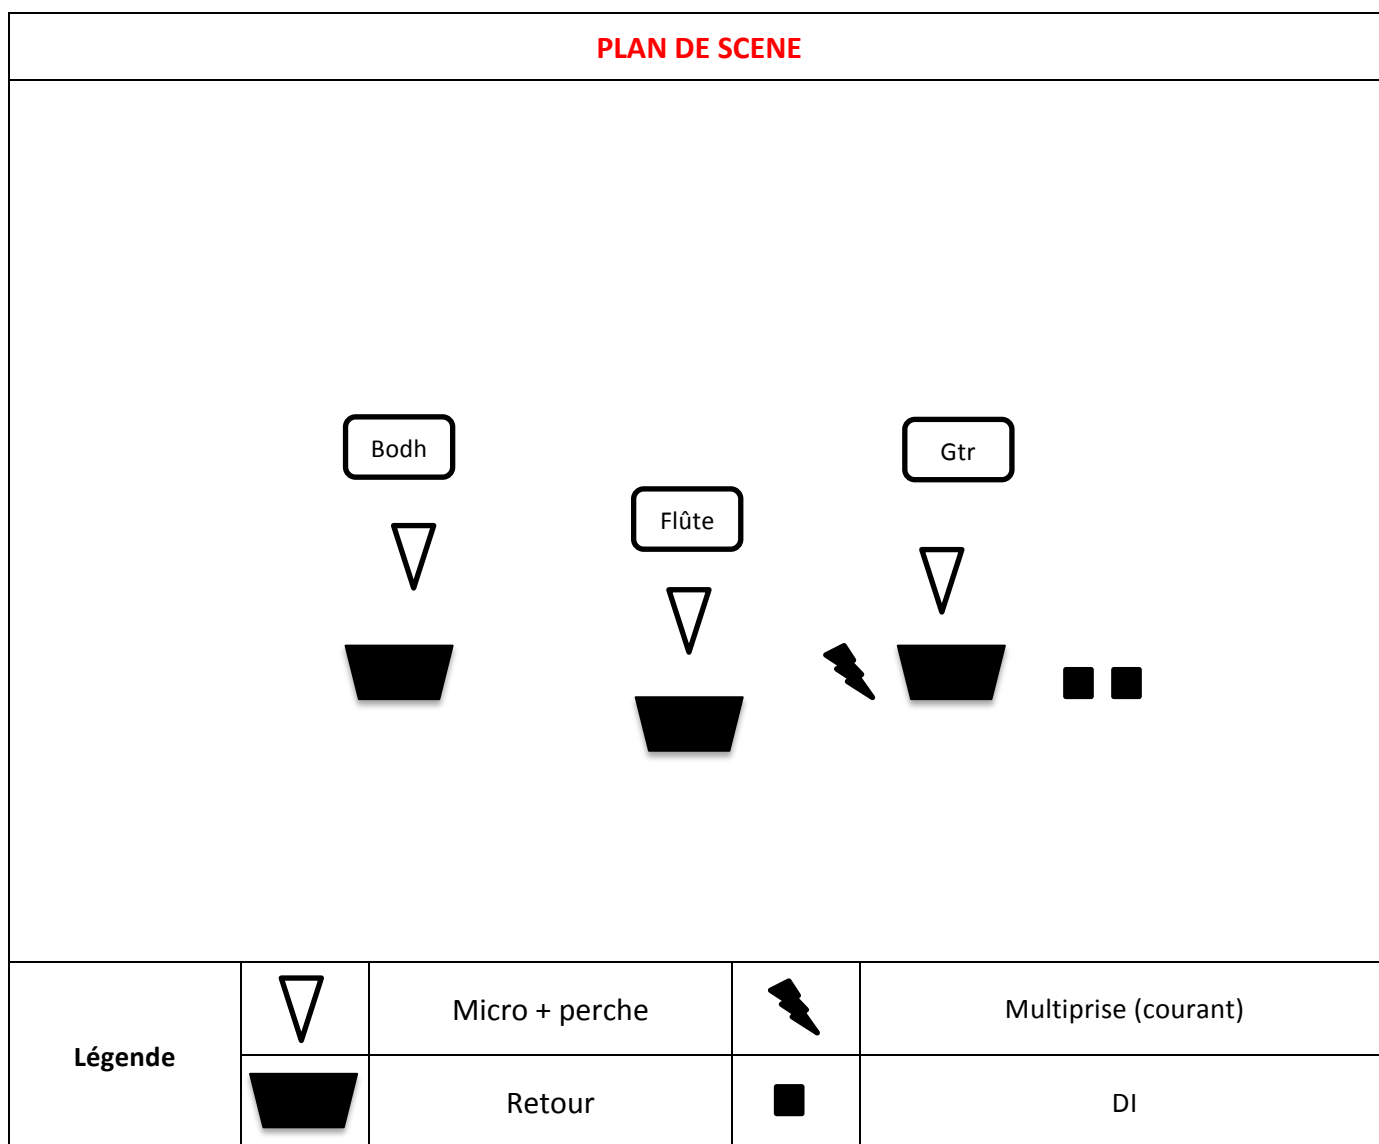 PLAN DE SCENE
Bodh
Gtr
Flûte
Légende
Micro + perche
Multiprise (courant)
Retour
DI